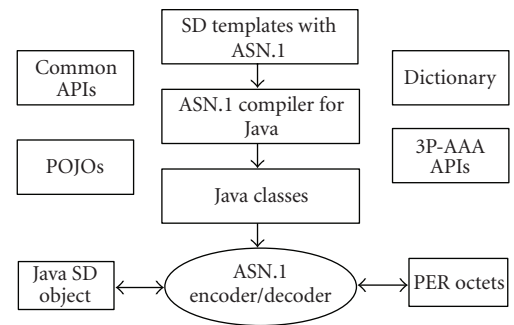 SD templates with
ASN.1
Common
APIs
Dictionary
ASN.1 compiler for
Java
POJOs
3P-AAA
APIs
Java classes
Java SD
object
ASN.1
encoder/decoder
PER octets